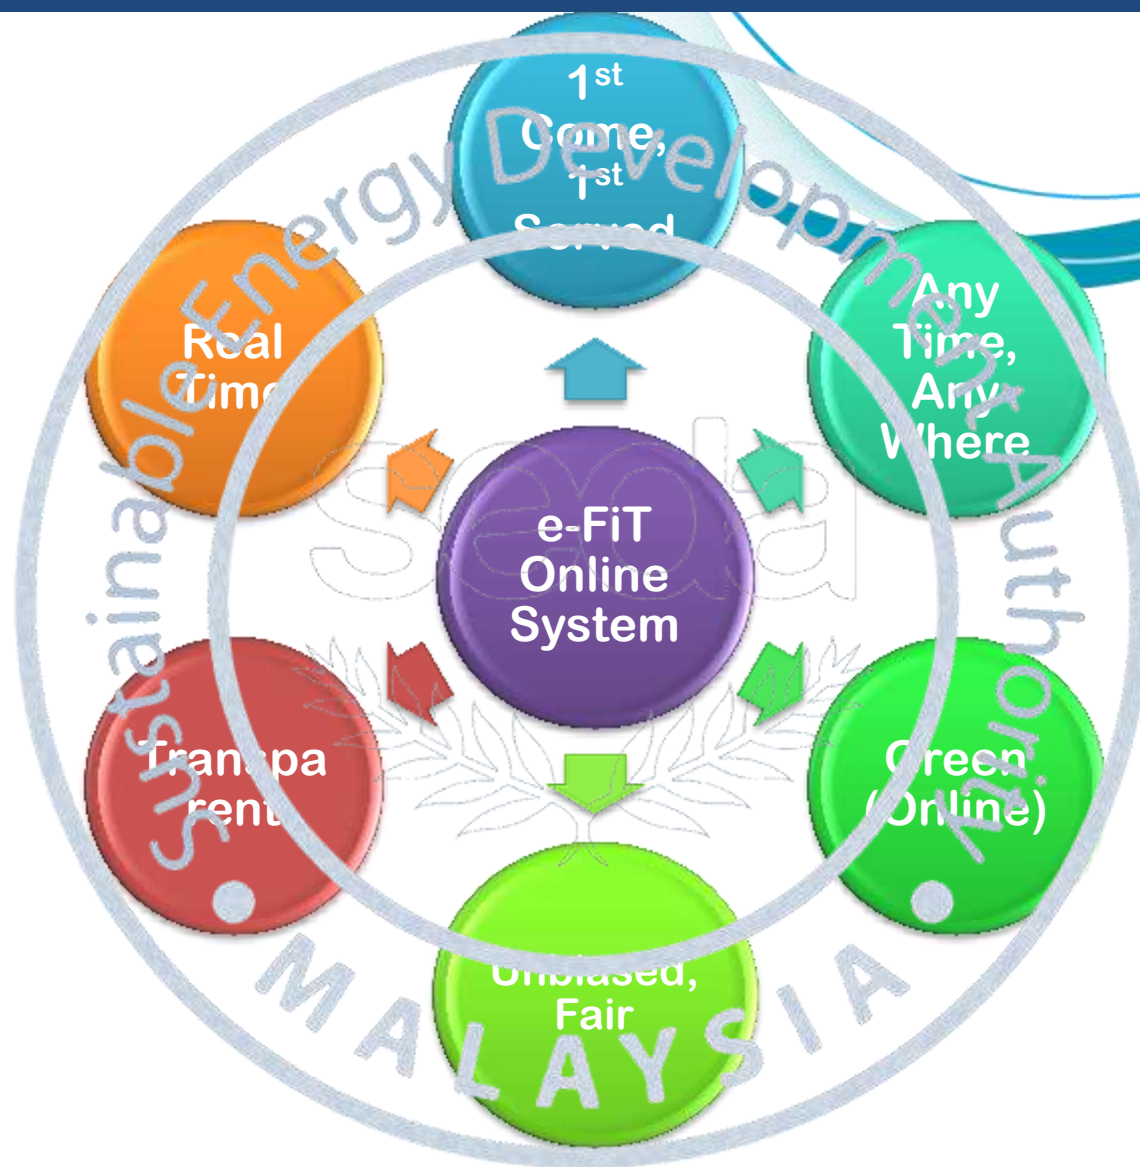 1st
Come,
1st
Served
Any
Time,
Any
Where
Green
(Online)
Unbiased,
Fair
Transpa
rent
Real
Time
e-FiT
Online
System
Sustainable Energy Development Authority
MALAYSIA
seda